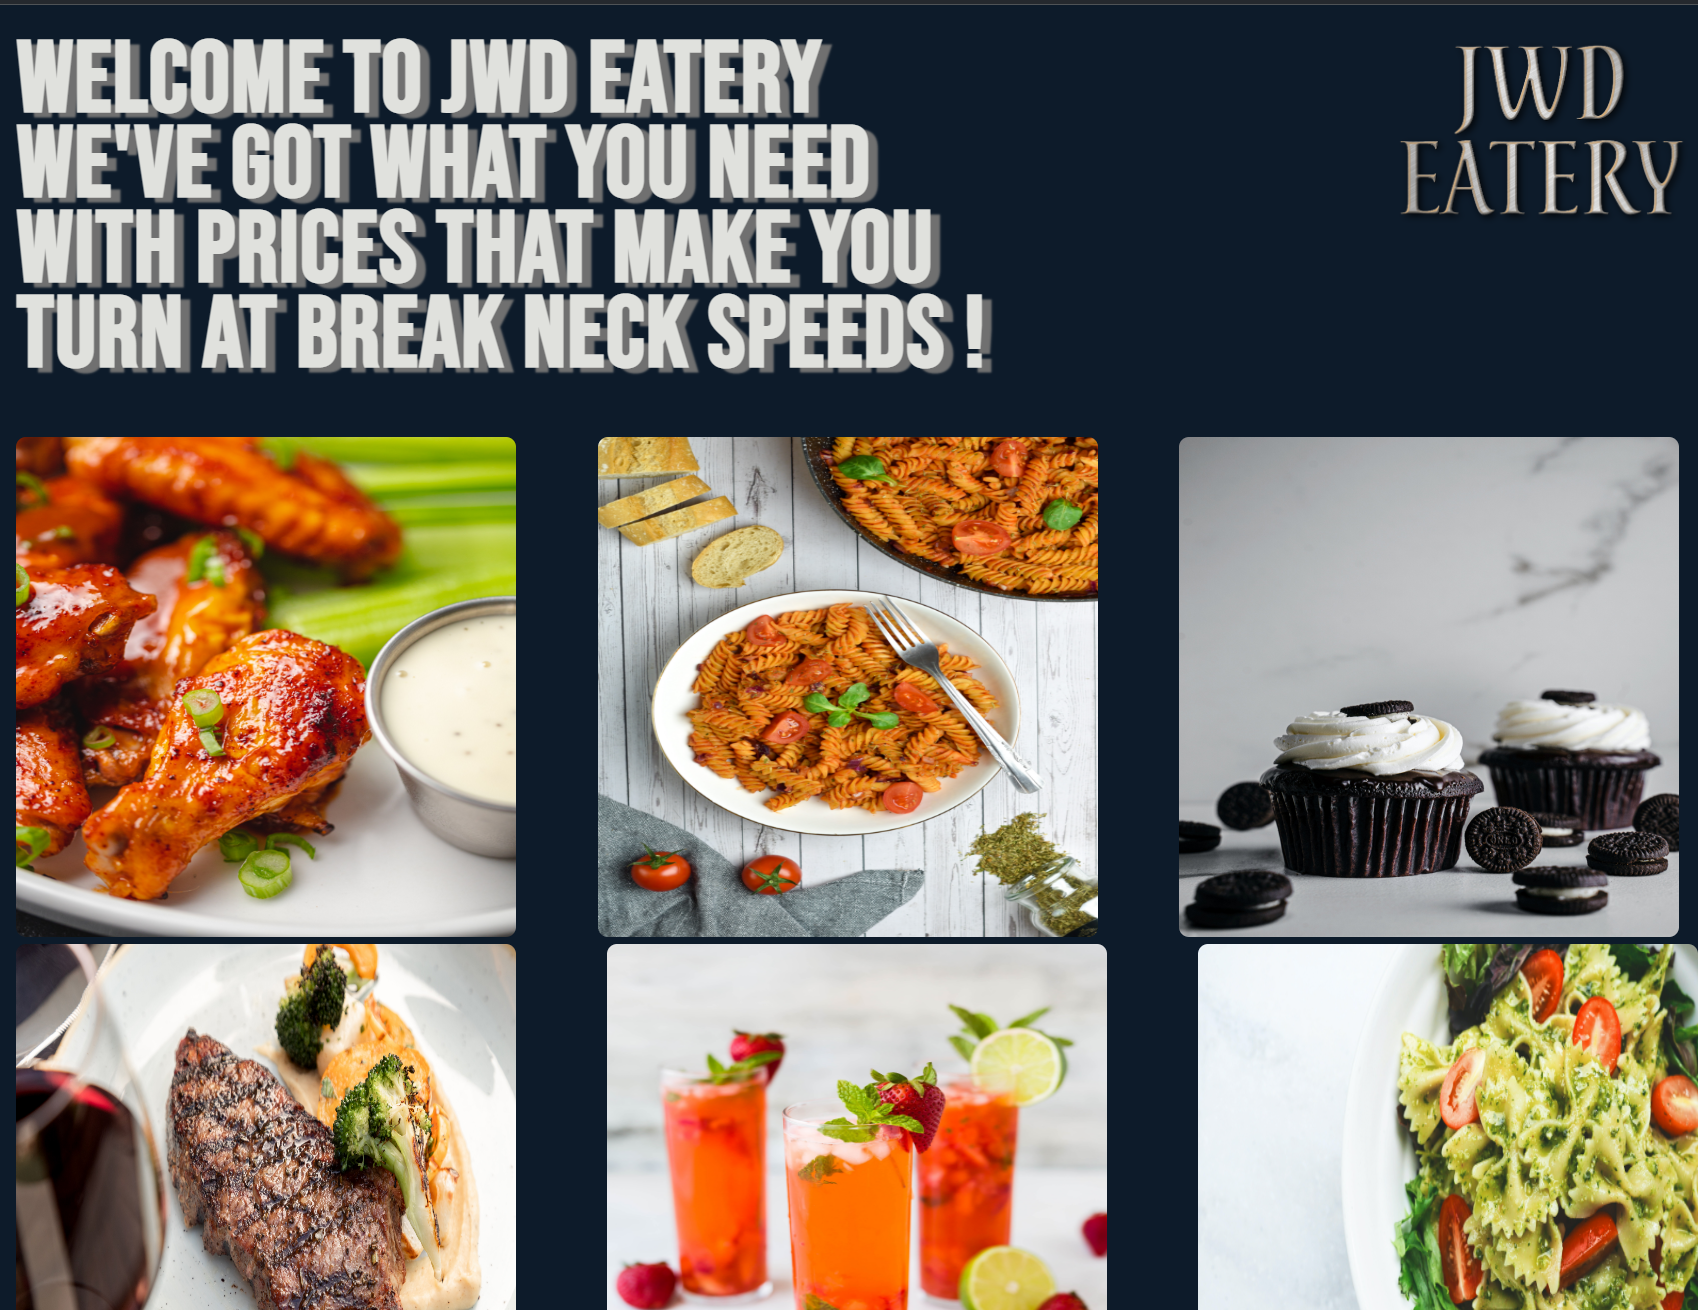 WELCOME TO JWD EATERY
WE'VE GOT WHAT YOU NEED
WITH PRICES THAT MAKE YOU
TURN AT BREAK NECK SPEEDS !
JWD
EATERY